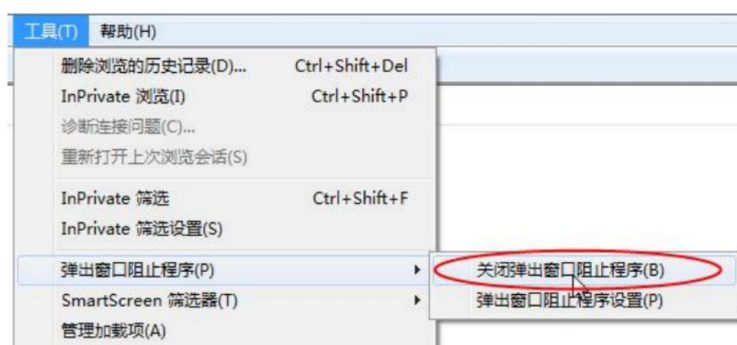 工具(T) 帮助(H)
删除浏览的历史记录(D)... Ctrl+Shift+Del
InPrivate 浏览(I) Ctrl+Shift+P
诊断连接问题(C)...
重新打开上次浏览会话(S)
InPrivate 筛选 Ctrl+Shift+F
InPrivate 筛选设置(S)
弹出窗口阻止程序(P) 关闭弹出窗口阻止程序(B)
SmartScreen 筛选器(T) 弹出窗口阻止程序设置(P)
管理加载项(A)